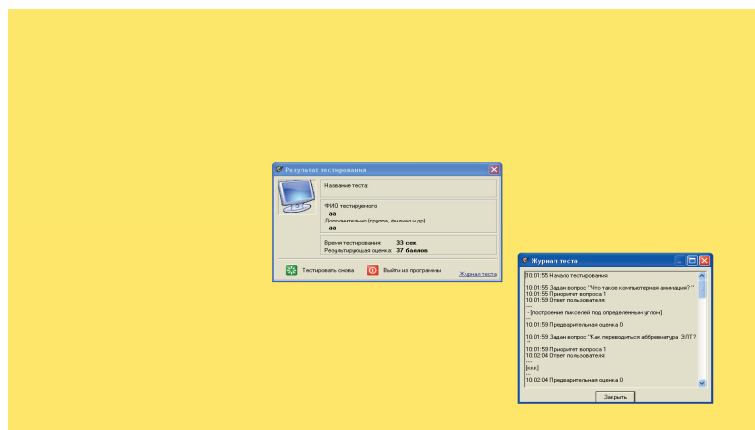 Результат тестирования
Название теста:
ФИО тестируемого
аа
Дополнительно (группа, филиал и др)
аа
Время тестирования: 33 сек
Результирующая оценка: 37 баллов
Тестировать снова
Выйти из программы
Журнал теста
Журнал теста
10:01:55 Начало тестирования
10:01:55 Задан вопрос "Что такое компьютерная анимация? "
10:01:55 Приоритет вопроса 1
10:01:59 Ответ пользователя:
---
- [построение пикселей под определенным углом]
---
10:01:59 Предварительная оценка 0
10:01:59 Задан вопрос "Как переводиться аббревиатура ЭЛТ?
"
10:01:59 Приоритет вопроса 1
10:02:04 Ответ пользователя:
---
[ккк]
---
10:02:04 Предварительная оценка 0
Закрыть